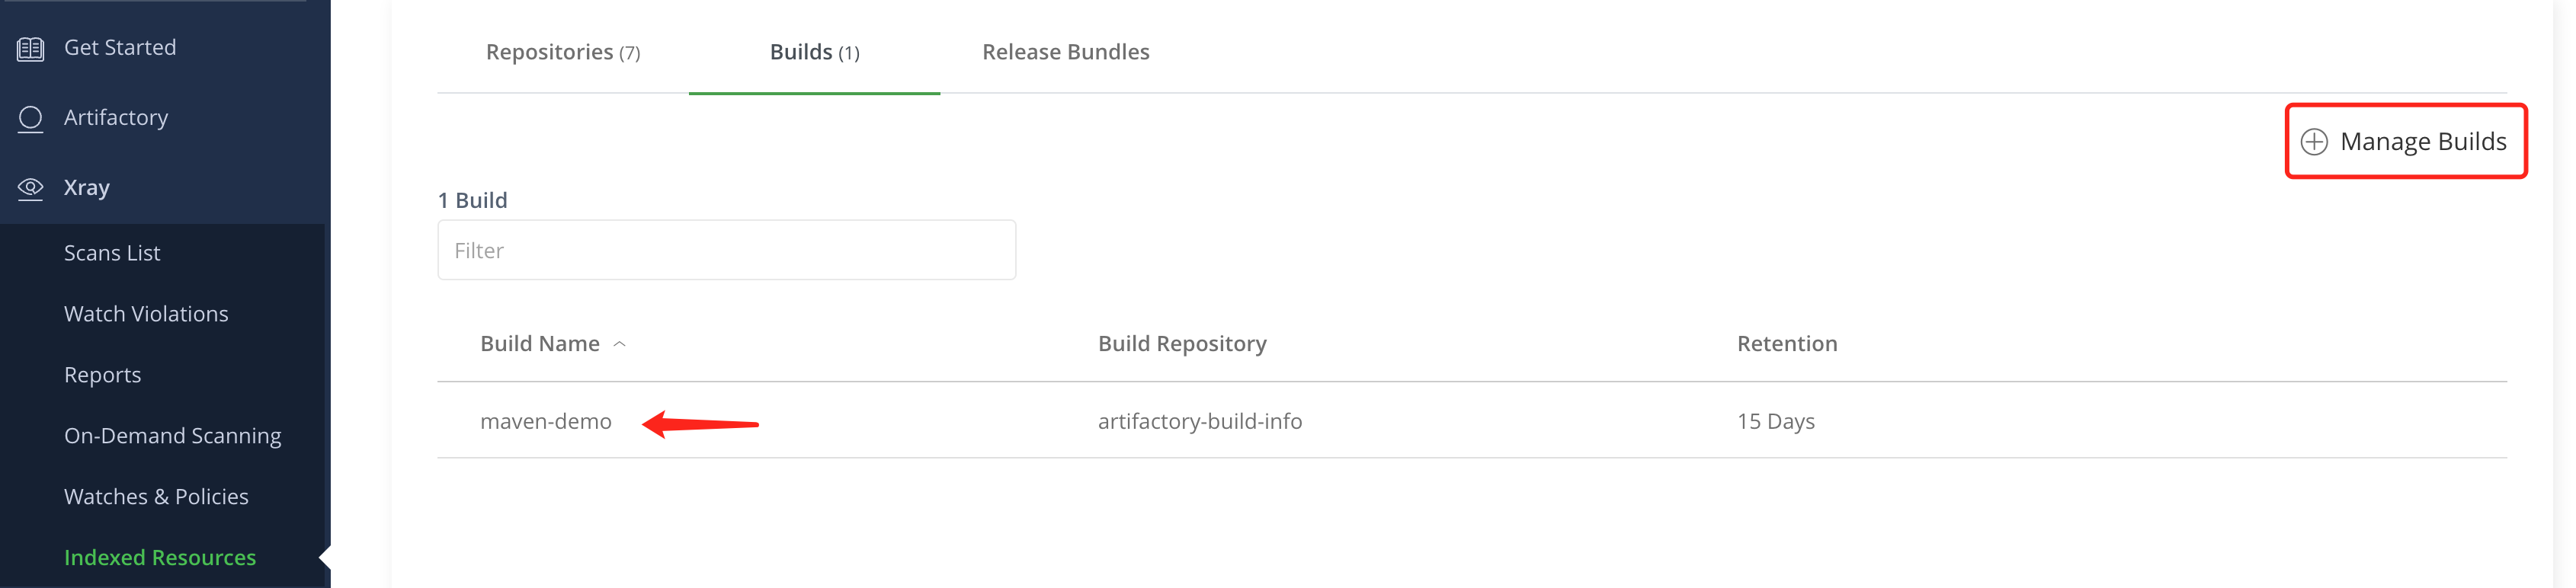 Get Started
Artifactory
Xray
Scans List
Watch Violations
Reports
On-Demand Scanning
Watches & Policies
Indexed Resources
Repositories (7) Builds (1) Release Bundles
Manage Builds
1 Build
Filter
Build Name Build Repository Retention
maven-demo artifactory-build-info 15 Days